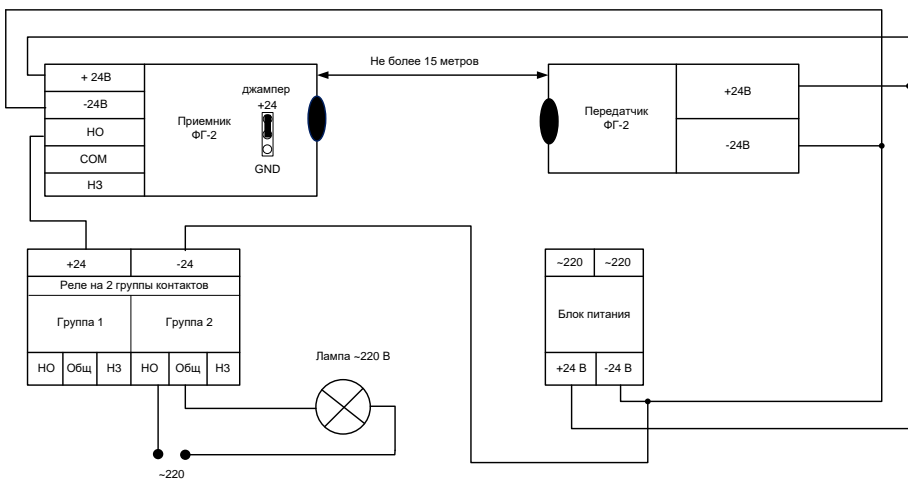 Не более 15 метров
+ 24В
-24В
НО
COM
НЗ
Приемник
ФГ-2
джампер
+24
GND
Передатчик
ФГ-2
+24В
-24В
+24
-24
Реле на 2 группы контактов
Группа 1
Группа 2
НО
Общ
НЗ
НО
Общ
НЗ
Лампа ~220 В
~220
~220
~220
Блок питания
+24 В
-24 В